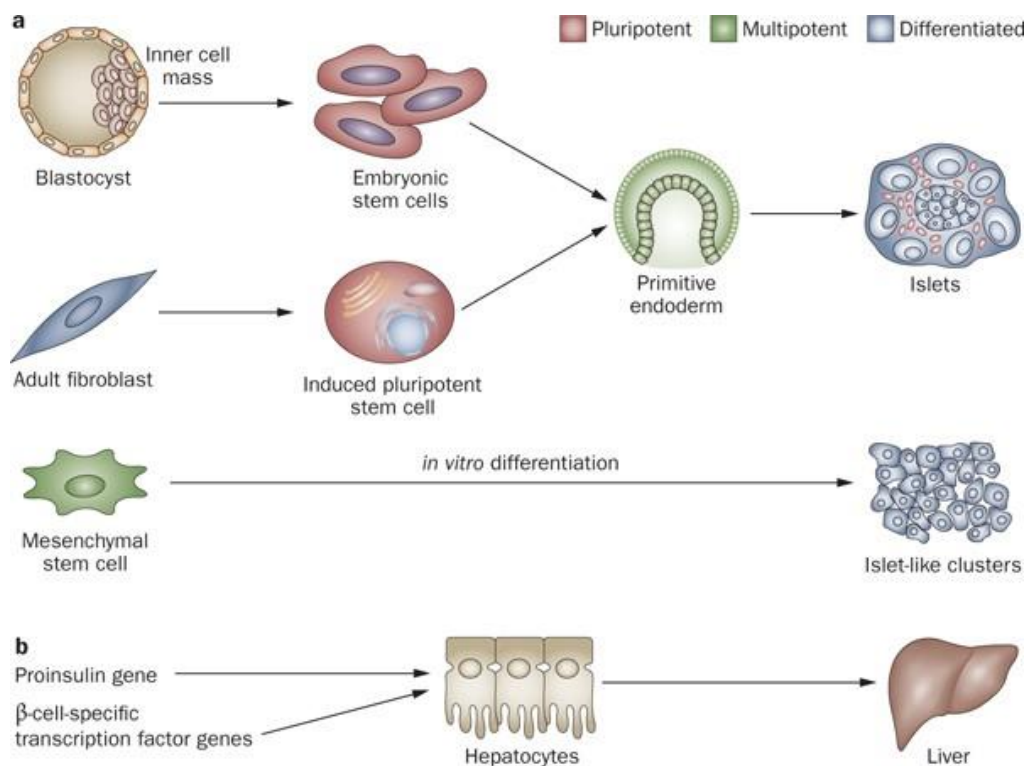 a
Pluripotent
Multipotent
Differentiated
Inner cell
mass
Blastocyst
Embryonic
stem cells
Primitive
endoderm
Islets
Adult fibroblast
Induced pluripotent
stem cell
in vitro differentiation
Mesenchymal
stem cell
Islet-like clusters
b
Proinsulin gene
β-cell-specific
transcription factor genes
Hepatocytes
Liver